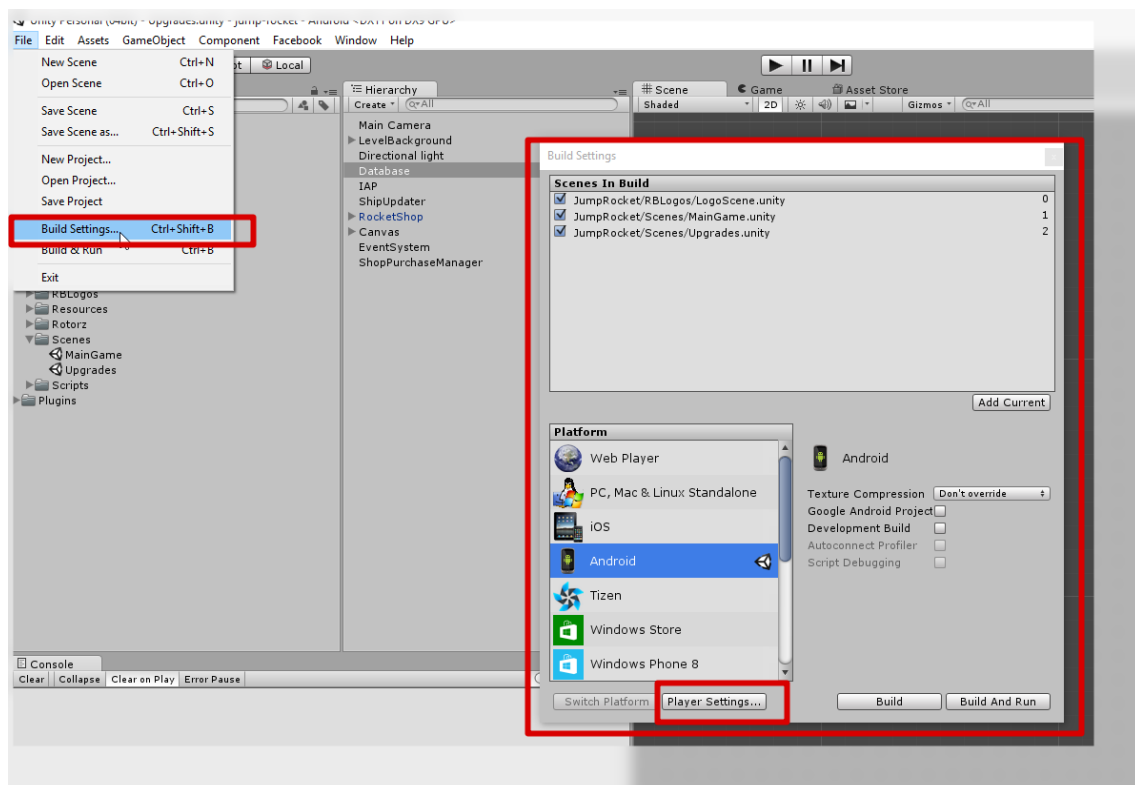 Unity Personal (64bit) - Upgrades.unity - jump-rocket - Android <DX11 on DX9 GPU>
File Edit Assets GameObject Component Facebook Window Help
New Scene Ctrl+N
Open Scene Ctrl+O
Save Scene Ctrl+S
Save Scene as... Ctrl+Shift+S
New Project...
Open Project...
Save Project
Build Settings... Ctrl+Shift+B
Build & Run Ctrl+B
Exit
Local
RBLogos
Resources
Rotorz
Scenes
MainGame
Upgrades
Scripts
Plugins
Hierarchy
Create All
Main Camera
LevelBackground
Directional light
Database
IAP
ShipUpdater
RocketShop
Canvas
EventSystem
ShopPurchaseManager
Scene Game Asset Store
Shaded 2D Gizmos All
Build Settings
Scenes In Build
JumpRocket/RBLogos/LogoScene.unity 0
JumpRocket/Scenes/MainGame.unity 1
JumpRocket/Scenes/Upgrades.unity 2
Add Current
Platform
Web Player
PC, Mac & Linux Standalone
iOS
Android
Tizen
Windows Store
Windows Phone 8
Android
Texture Compression Don't override
Google Android Project
Development Build
Autoconnect Profiler
Script Debugging
Switch Platform Player Settings... Build Build And Run
Console
Clear Collapse Clear on Play Error Pause